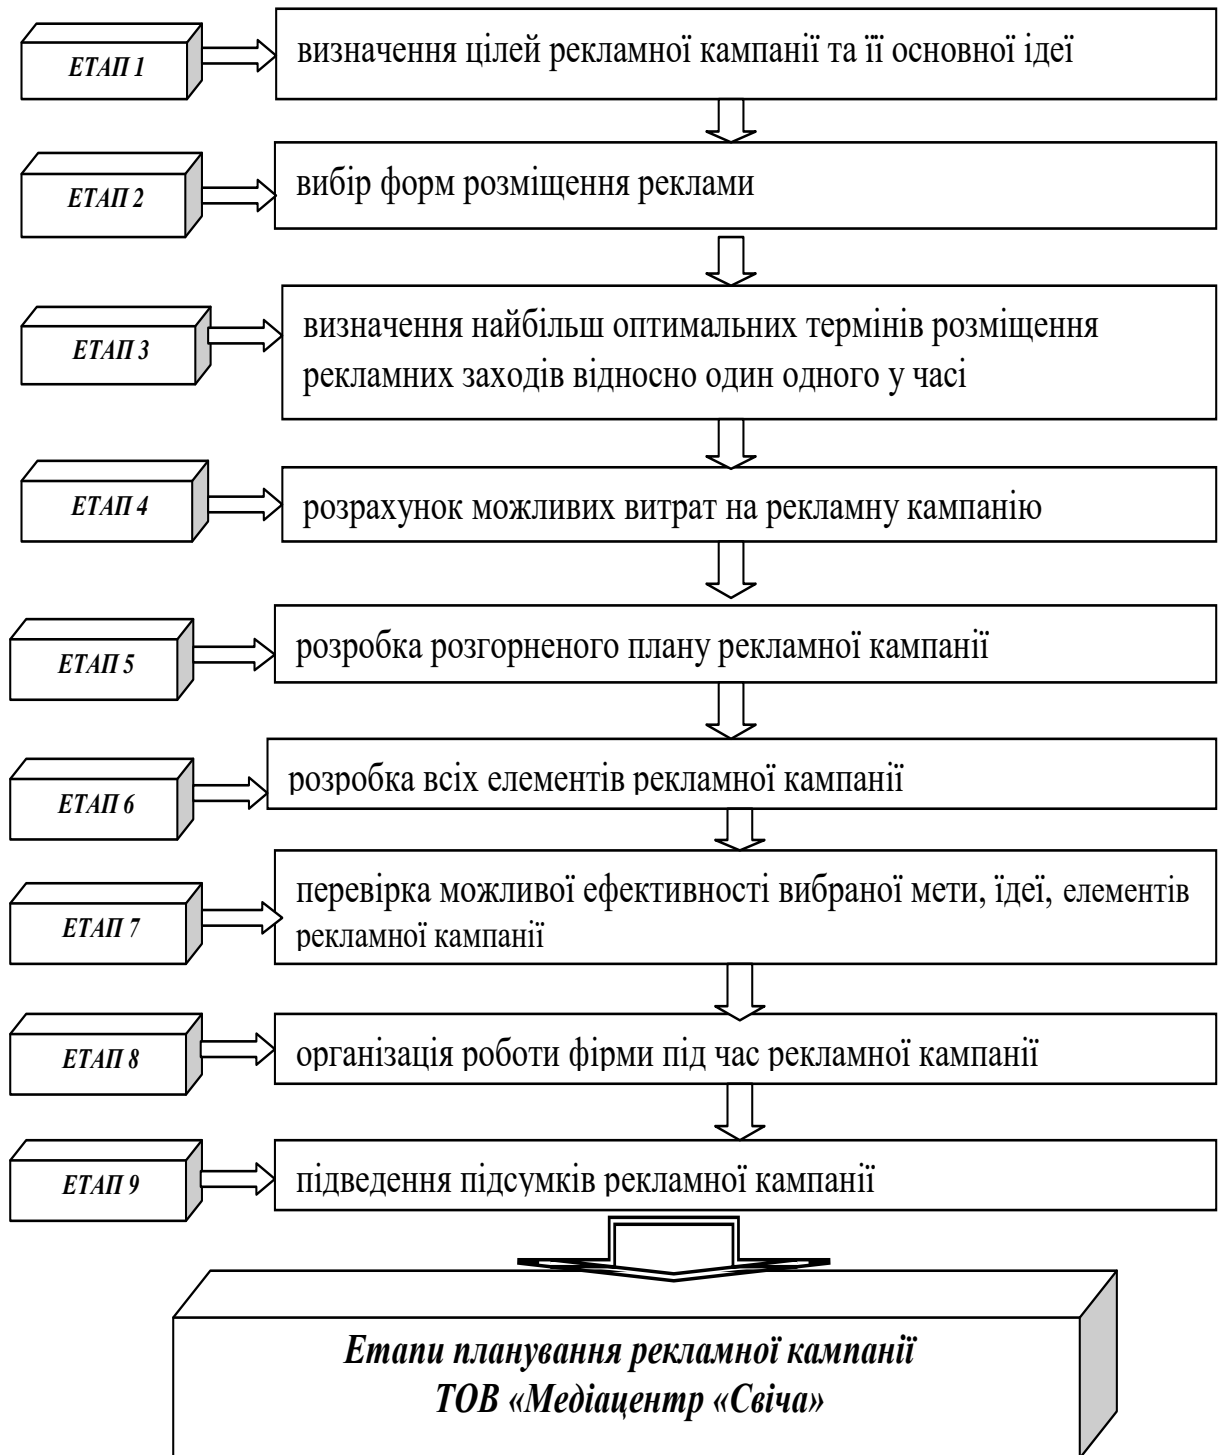 ЕТАП 1
визначення цілей рекламної кампанії та її основної ідеї
ЕТАП 2
вибір форм розміщення реклами
ЕТАП 3
визначення найбільш оптимальних термінів розміщення
рекламних заходів відносно один одного у часі
ЕТАП 4
розрахунок можливих витрат на рекламну кампанію
ЕТАП 5
розробка розгорненого плану рекламної кампанії
ЕТАП 6
розробка всіх елементів рекламної кампанії
ЕТАП 7
перевірка можливої ефективності вибраної мети, їдеї, елементів
рекламної кампанії
ЕТАП 8
організація роботи фірми під час рекламної кампанії
ЕТАП 9
підведення підсумків рекламної кампанії
Етапи планування рекламної кампанії
ТОВ «Медіацентр «Свіча»